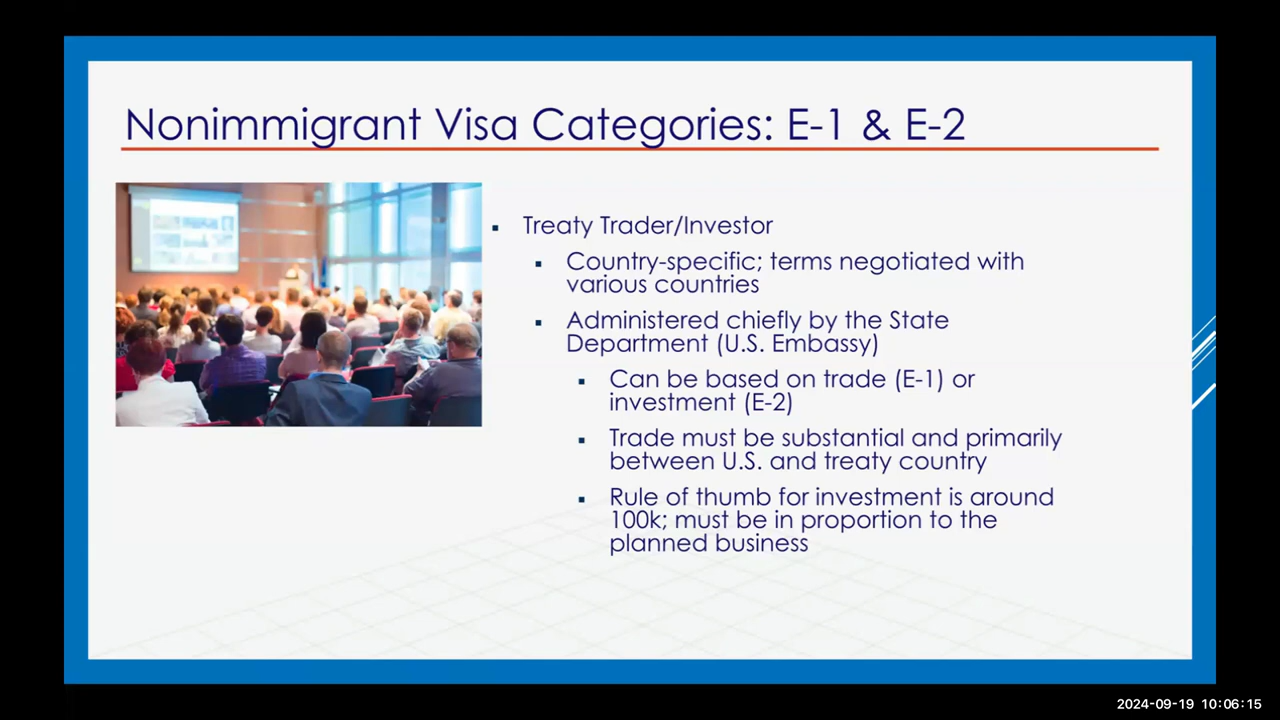 Nonimmigrant Visa Categories: E-1 & E-2
▪ Treaty Trader/Investor
▪ Country-specific; terms negotiated with
various countries
▪ Administered chiefly by the State
Department (U.S. Embassy)
▪ Can be based on trade (E-1) or
investment (E-2)
▪ Trade must be substantial and primarily
between U.S. and treaty country
▪ Rule of thumb for investment is around
100k; must be in proportion to the
planned business
2024-09-19 10:06:15